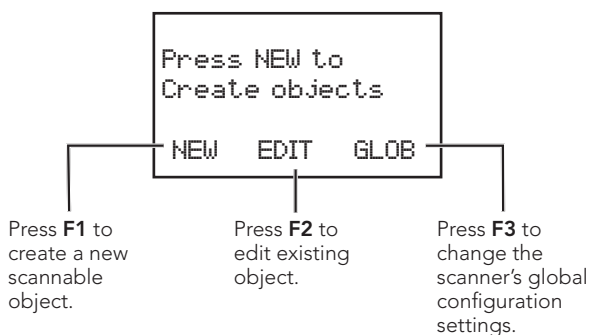 Press NEW to
Create objects
NEW EDIT GLOB
Press F1 to
create a new
scannable
object.
Press F2 to
edit existing
object.
Press F3 to
change the
scanner’s global
configuration
settings.